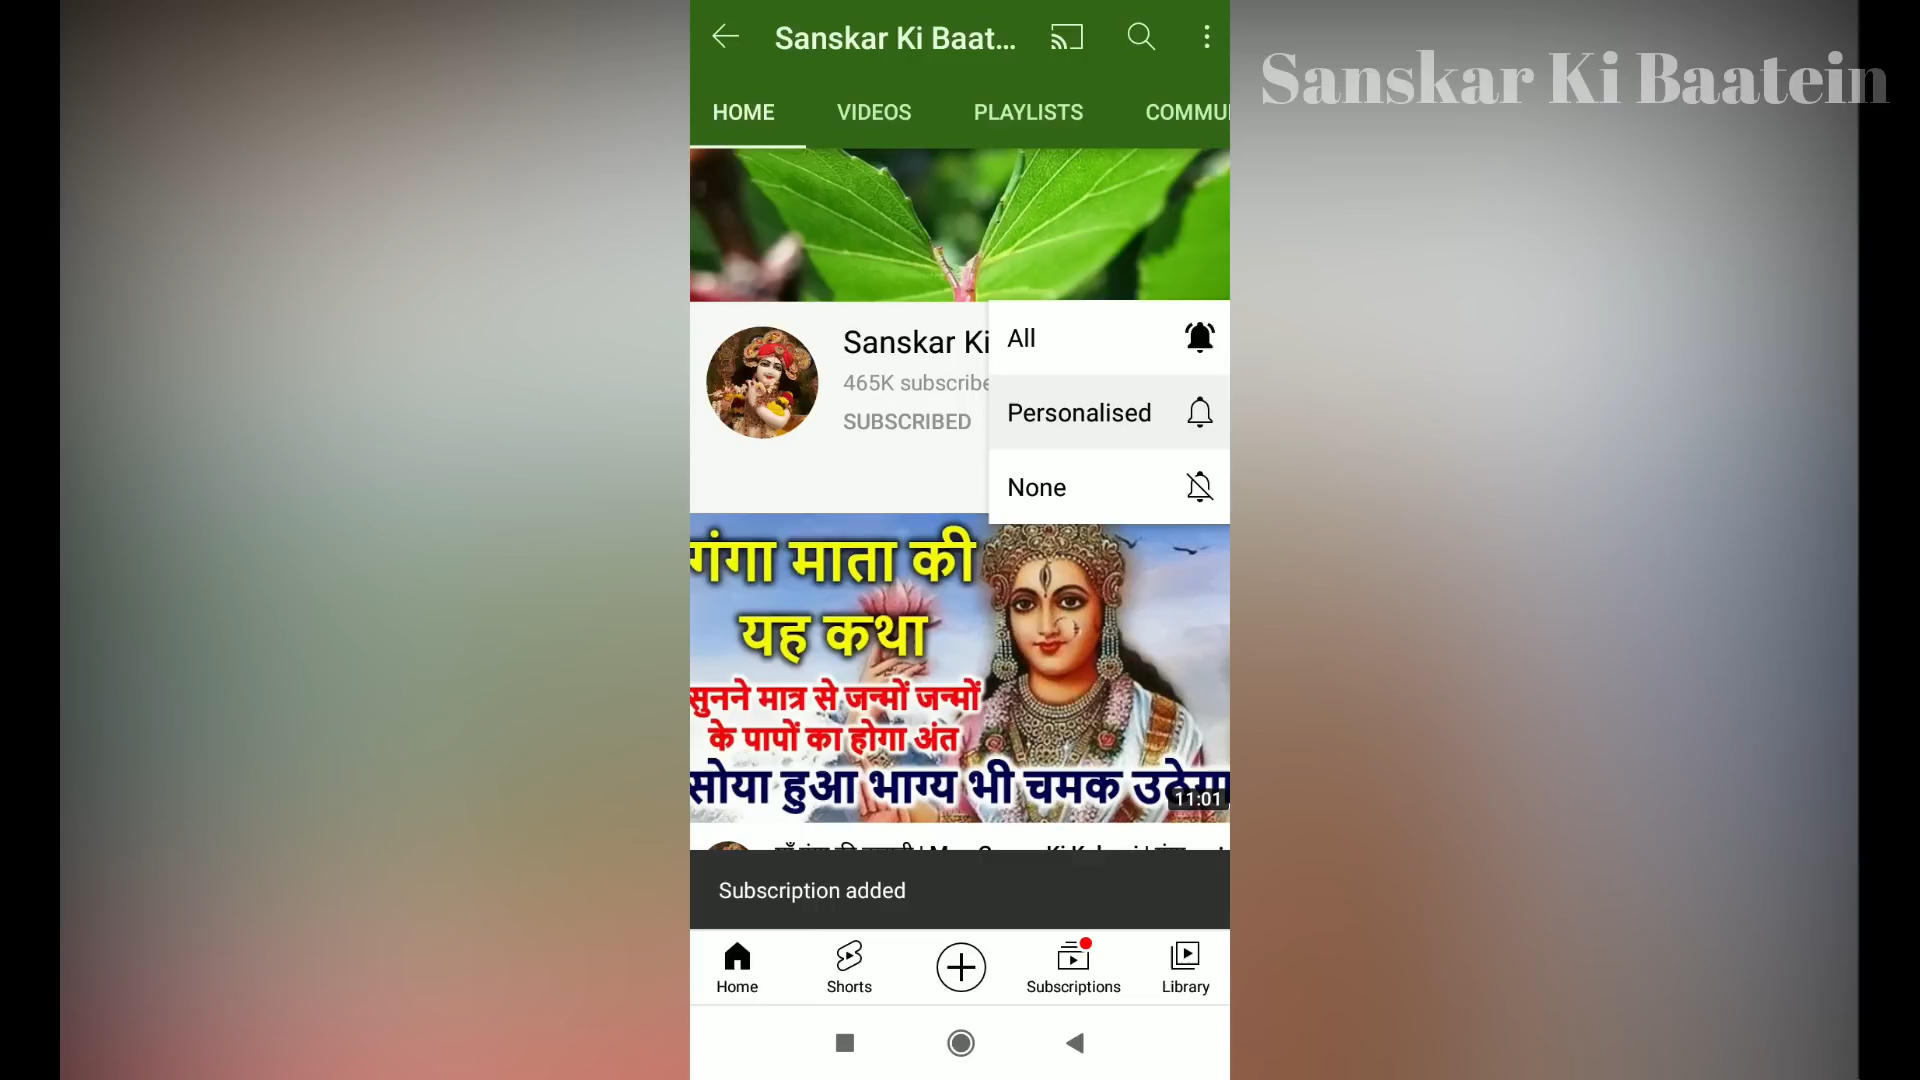 Sanskar Ki Baat...
Sanskar Ki Baatein
HOME VIDEOS PLAYLISTS COMMU
Sanskar Ki
465K subscribe
SUBSCRIBED
All
Personalised
None
गंगा माता की
यह कथा
सुनने मात्र से जन्मों जन्मों
के पापों का होगा अंत
सोया हुआ भाग्य भी चमक उठेगा
11:01
Subscription added
Home Shorts Subscriptions Library